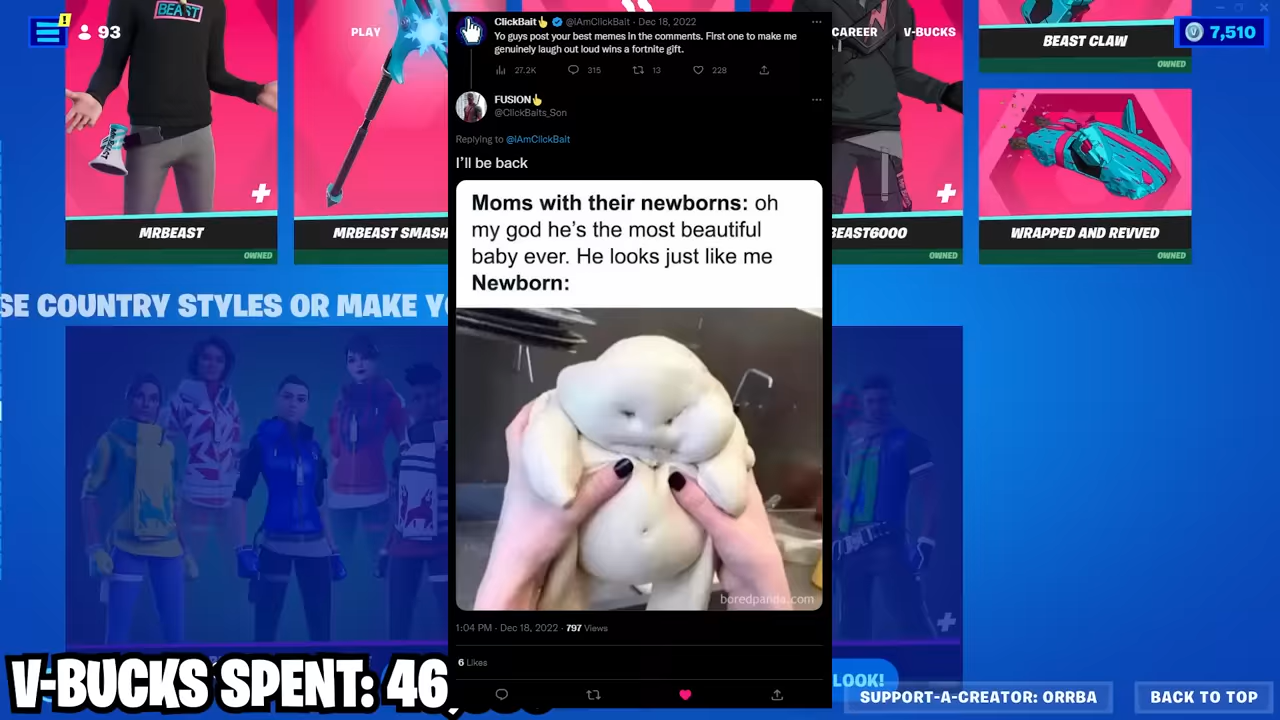 BEAST
93
PLAY
CAREER
V-BUCKS
7,510
BEAST CLAW
OWNED
MRBEAST
OWNED
MRBEAST SMAS
BEAST6000
OWNED
WRAPPED AND REVVED
OWNED
SE COUNTRY STYLES OR MAKE YO
ClickBait @IAmClickBait · Dec 18, 2022
Yo guys post your best memes in the comments. First one to make me
genuinely laugh out loud wins a fortnite gift.
27.2K 315 13 228
FUSION
@ClickBaits_Son
Replying to @IAmClickBait
I'll be back
Moms with their newborns: oh
my god he's the most beautiful
baby ever. He looks just like me
Newborn:
boredpanda.com
1:04 PM · Dec 18, 2022 · 797 Views
6 Likes
V-BUCKS SPENT: 46
LOOK!
SUPPORT-A-CREATOR: ORRBA
BACK TO TOP